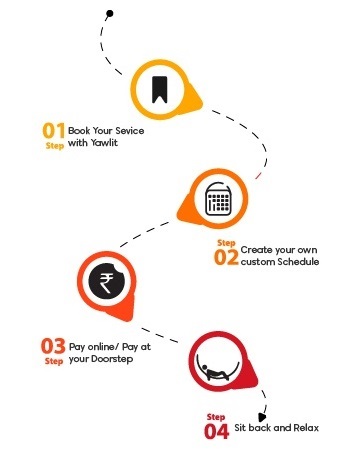 01
Step
Book Your Sevice
with Yawlit
Step
02
Create your own
custom Schedule
₹
03
Step
Pay online/ Pay at
your Doorstep
Step
04
Sit back and Relax